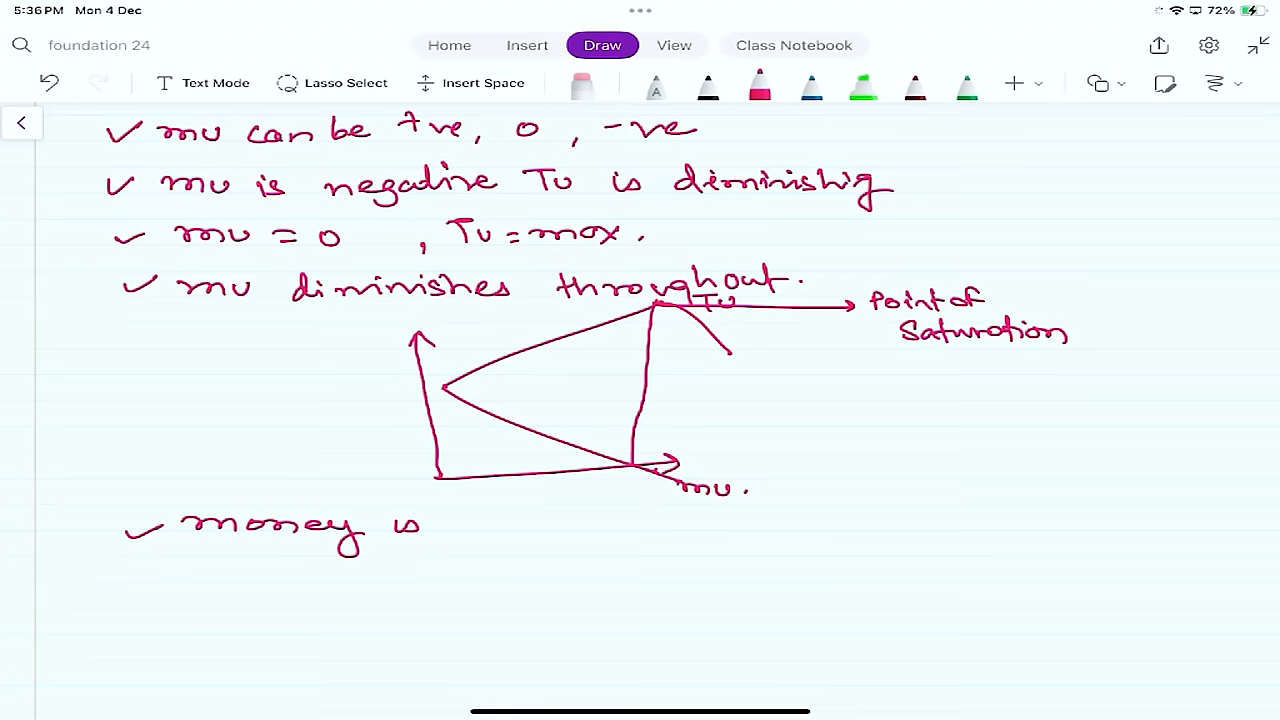 5:36 PM Mon 4 Dec 72%
foundation 24 Home Insert Draw View Class Notebook
Text Mode Lasso Select Insert Space
✓ mu can be +ve, 0, -ve
✓ mu is negative Tu is diminishig
✓ mu = 0 , Tu = max.
✓ mu diminishes throughout.
Tu
Point of
Saturation
mu.
✓ money is